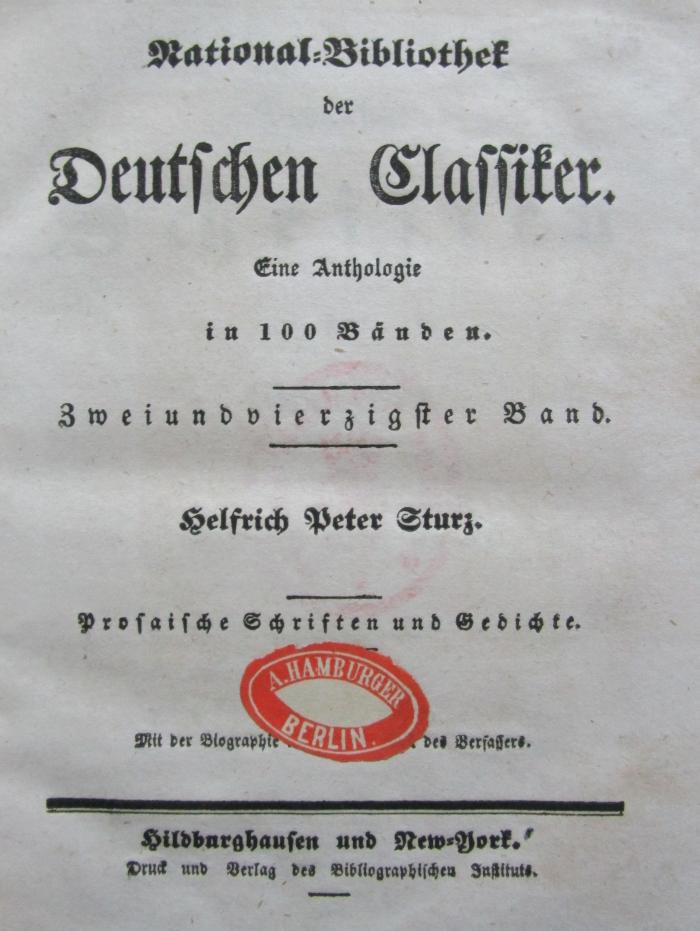 National-Bibliothek
der
Deutschen Classiker.
Eine Anthologie
in 100 Bänden.
Zweiundvierzigster Band.
Helfrich Peter Sturz.
Prosaische Schriften und Gedichte.
A. HAMBURGER
BERLIN.
Mit der Biographie des Verfassers.
Hildburghausen und New-York.
Druck und Verlag des Bibliographischen Instituts.